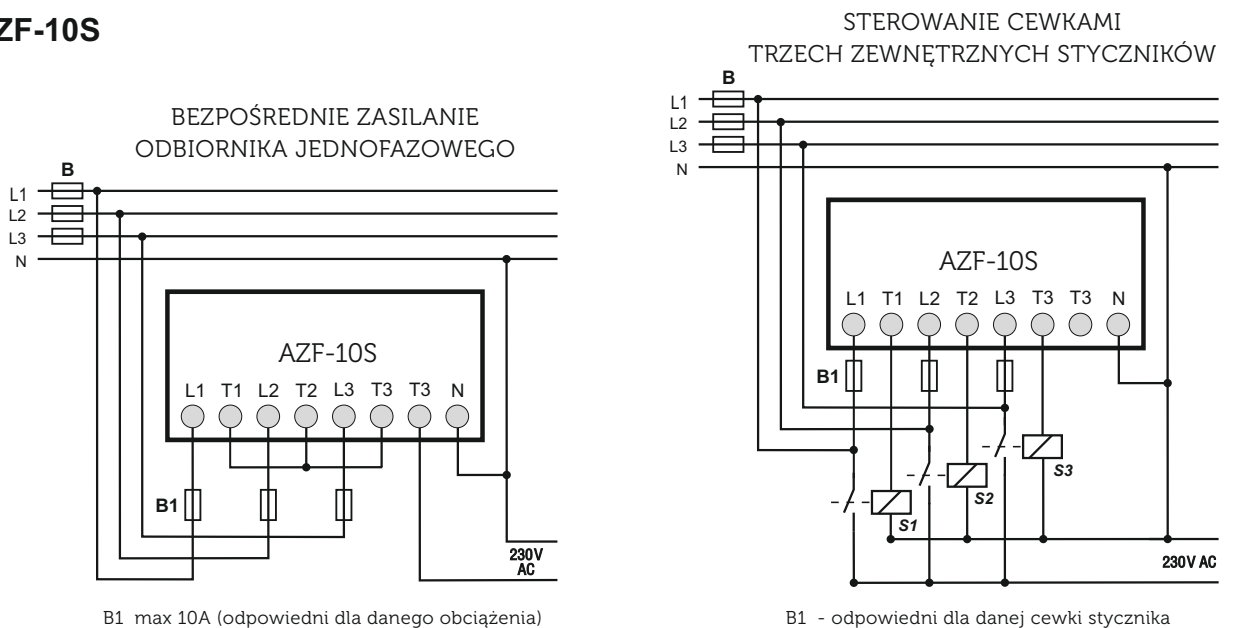 ZF-10S
BEZPOŚREDNIE ZASILANIE
ODBIORNIKA JEDNOFAZOWEGO
B
L1
L2
L3
N
AZF-10S
L1 T1 L2 T2 L3 T3 T3 N
B1
230V
AC
B1 max 10A (odpowiedni dla danego obciążenia)
STEROWANIE CEWKAMI
TRZECH ZEWNĘTRZNYCH STYCZNIKÓW
B
L1
L2
L3
N
AZF-10S
L1 T1 L2 T2 L3 T3 T3 N
B1
S3
S2
S1
230V AC
B1 - odpowiedni dla danej cewki stycznika